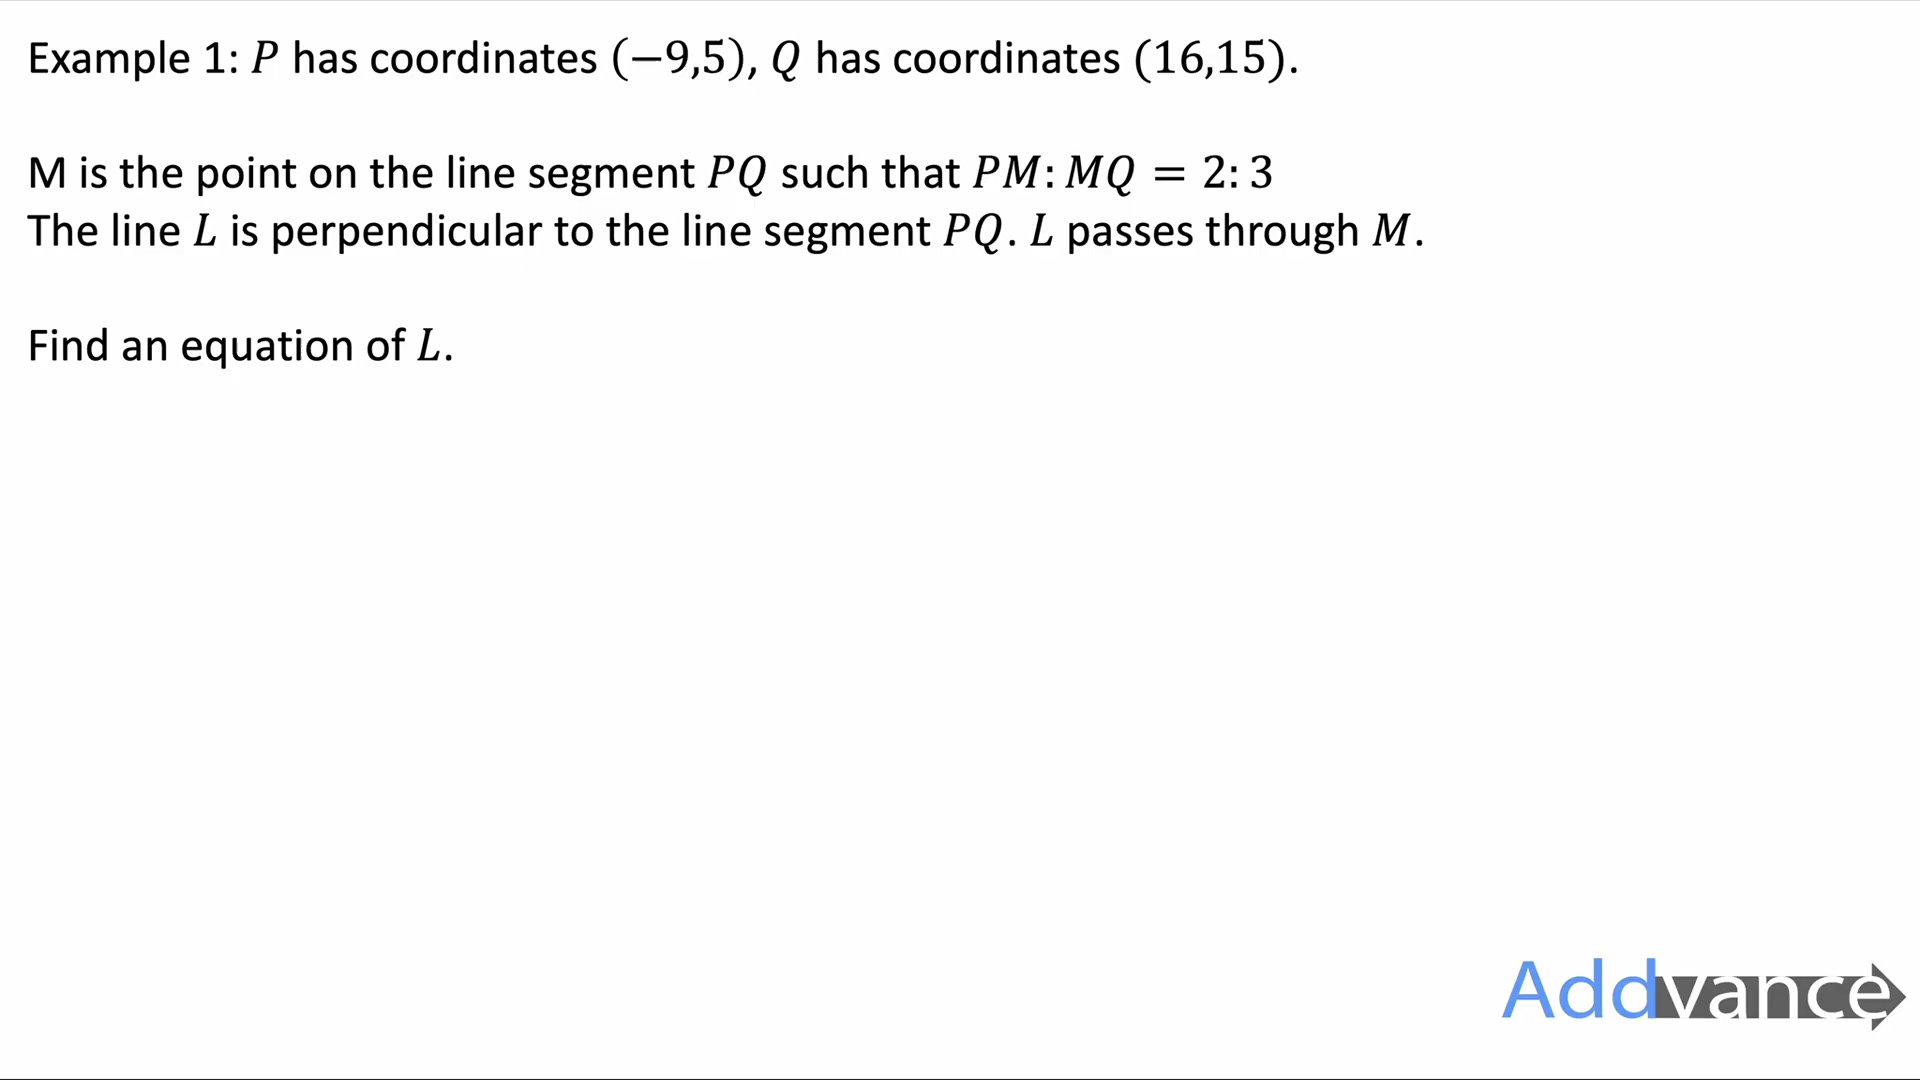 Example 1: P has coordinates (−9,5), Q has coordinates (16,15).
M is the point on the line segment PQ such that PM: MQ = 2: 3
The line L is perpendicular to the line segment PQ. L passes through M.
Find an equation of L.
Addvance